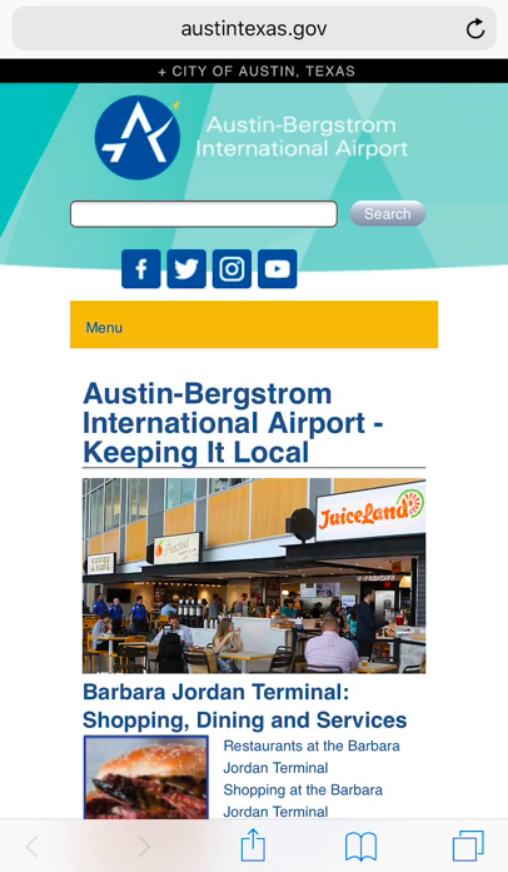 austintexas.gov
+ CITY OF AUSTIN, TEXAS
Austin-Bergstrom
International Airport
Search
f
Menu
Austin-Bergstrom
International Airport -
Keeping It Local
JuiceLand
Barbara Jordan Terminal:
Shopping, Dining and Services
Restaurants at the Barbara
Jordan Terminal
Shopping at the Barbara
Jordan Terminal